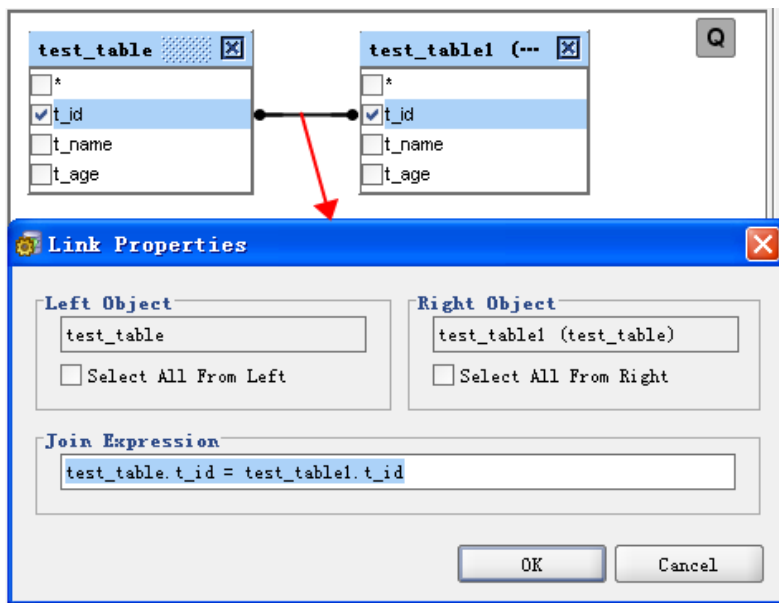 test_table
test_table1 (···
Q
*
*
t_id
t_id
t_name
t_name
t_age
t_age
Link Properties
Left Object
Right Object
test_table
test_table1 (test_table)
Select All From Left
Select All From Right
Join Expression
test_table.t_id = test_table1.t_id
OK
Cancel